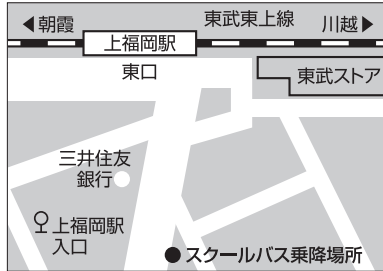 ◀朝霞
東武東上線
川越▶
上福岡駅
東口
東武ストア
三井住友
銀行
上福岡駅
入口
●スクールバス乗降場所